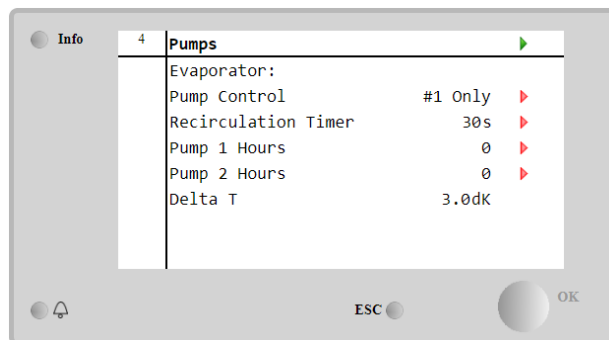 Info
4 Pumps
Evaporator:
Pump Control #1 Only
Recirculation Timer 30s
Pump 1 Hours 0
Pump 2 Hours 0
Delta T 3.0dK
ESC
OK